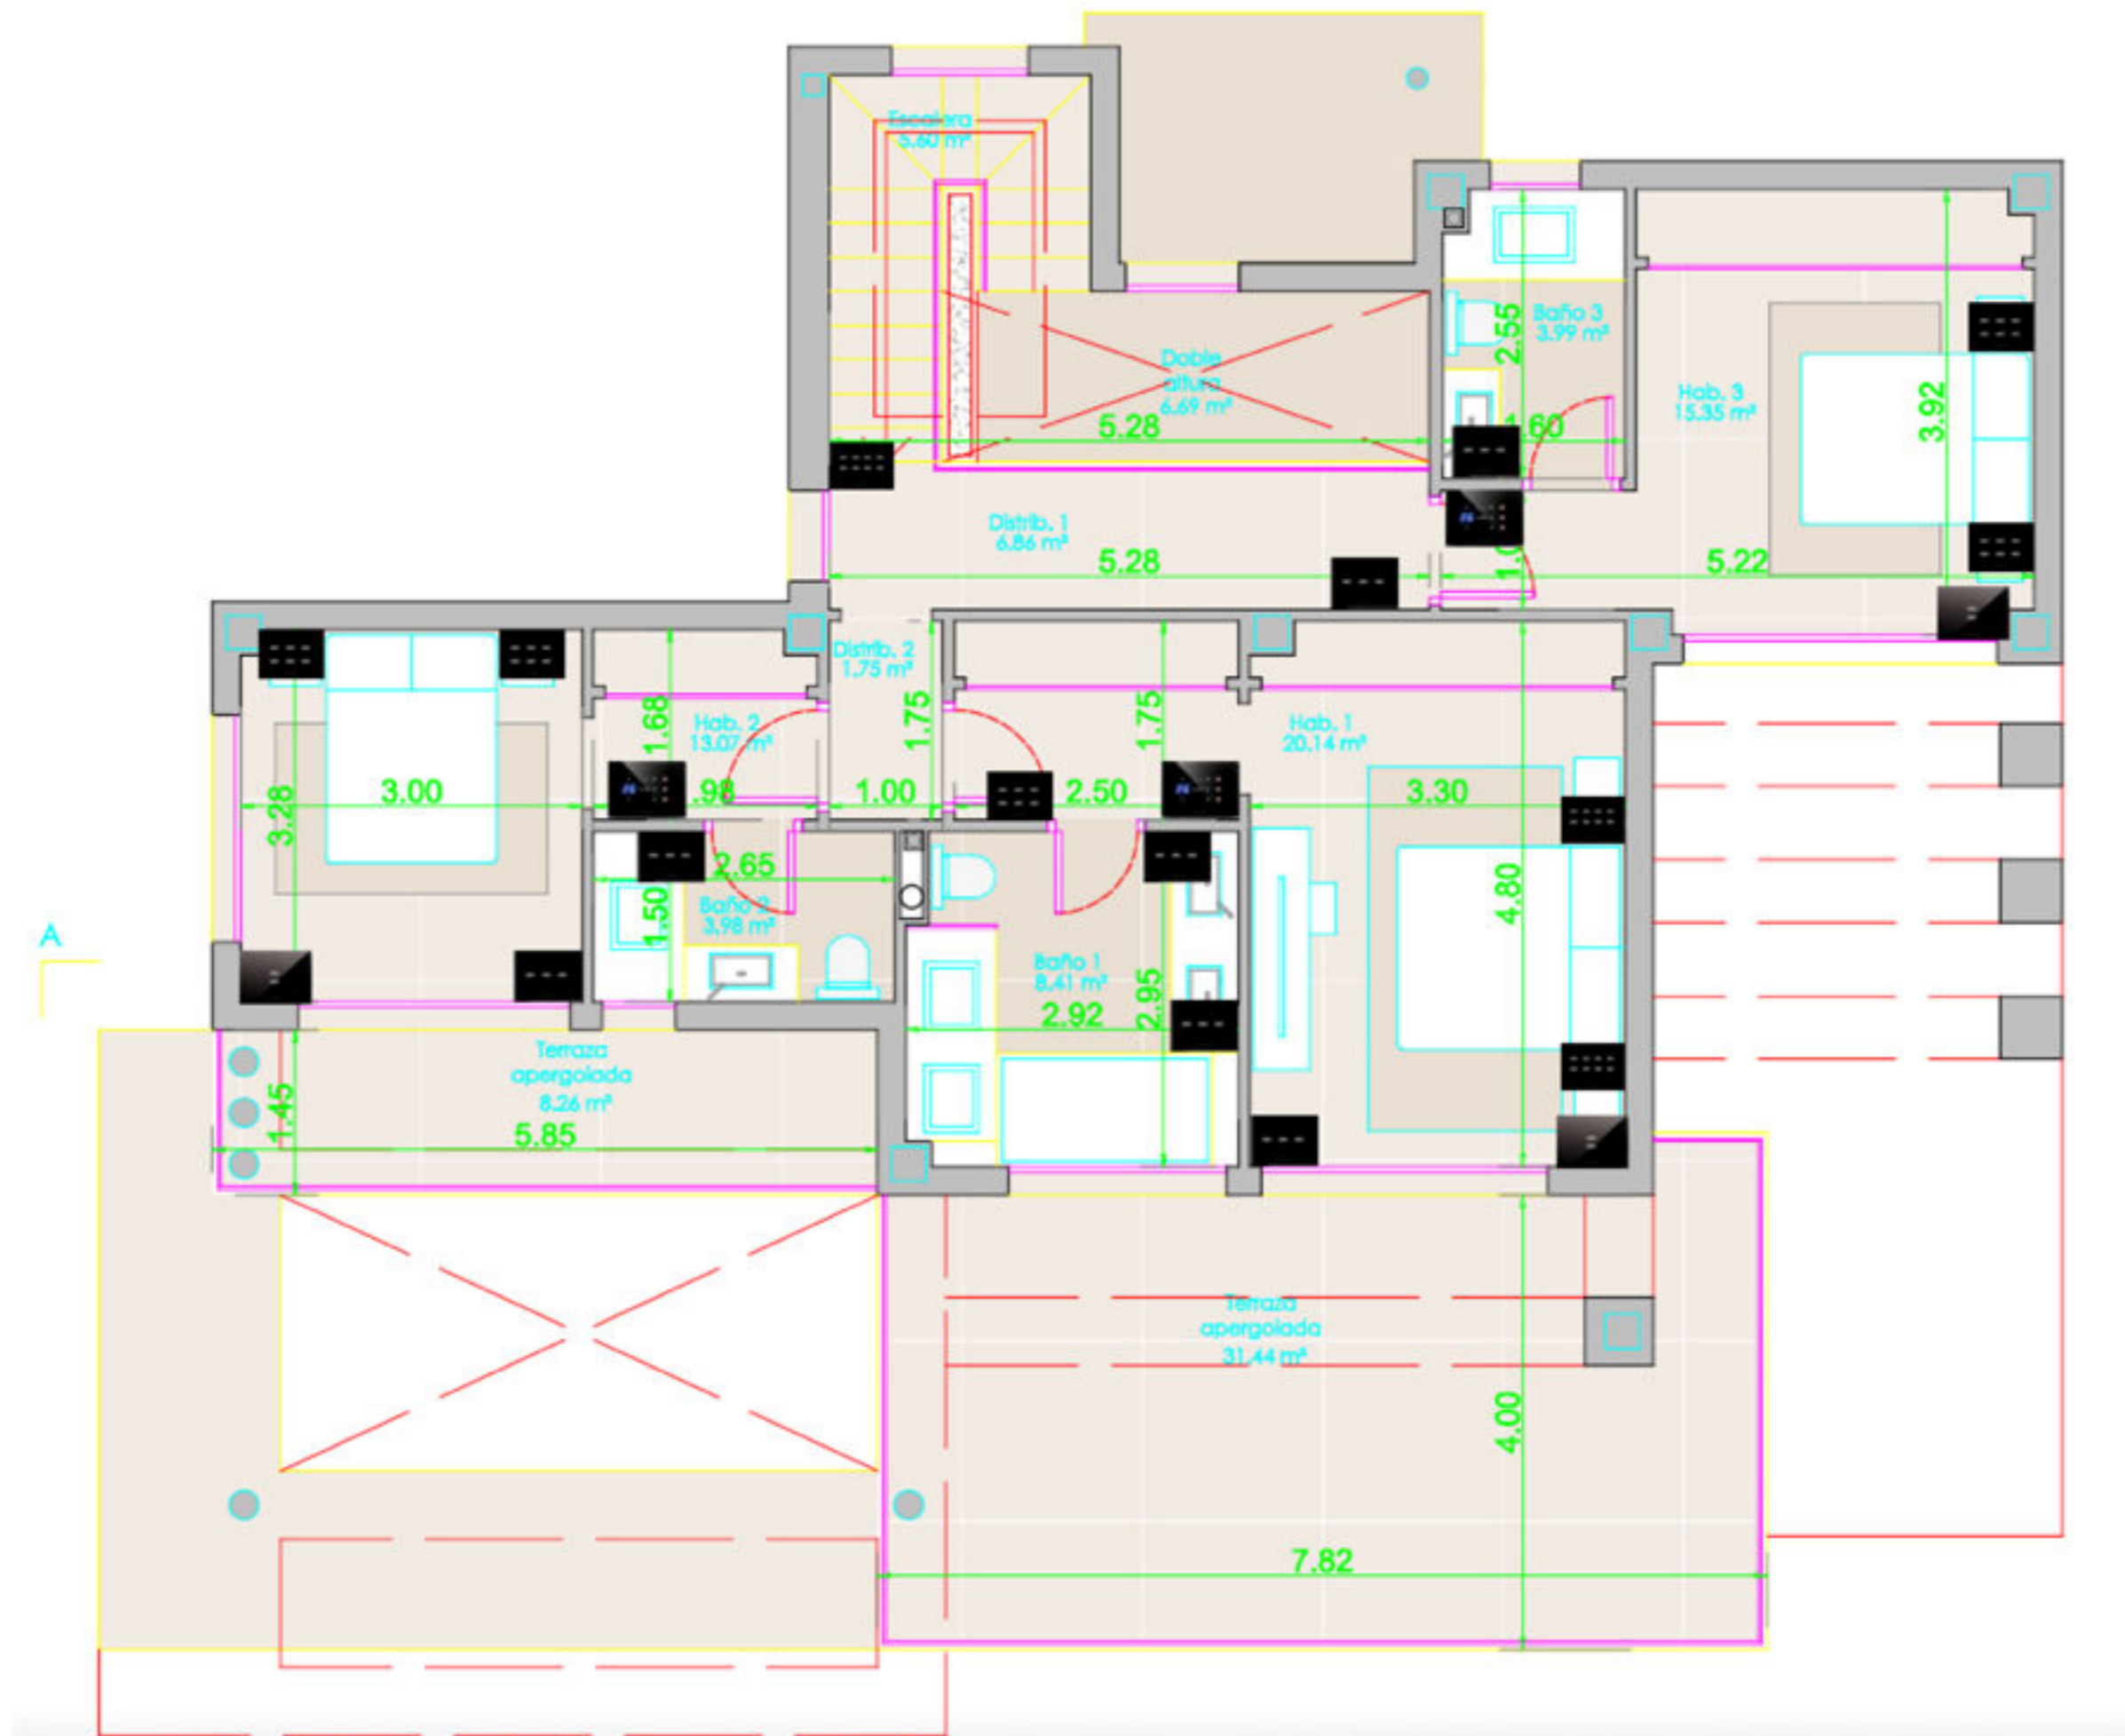 Escalera
5.60 m²
Doble
altura
6.69 m²
5.28
Baño 3
3.99 m²
2.55
.60
Hab. 3
15.35 m²
3.92
Distrib. 1
6.86 m²
5.28
5.22
Distrib. 2
1.75 m²
1.75
1.00
Hab. 2
13.07 m²
1.68
.98
3.00
3.28
1.75
2.50
Hab. 1
20.14 m²
3.30
4.80
2.65
1.50
Baño 2
3.98 m²
Baño 1
8.41 m²
2.92
2.95
A
Terraza
apergolada
8.26 m²
1.45
5.85
Terraza
apergolada
31.44 m²
4.00
7.82